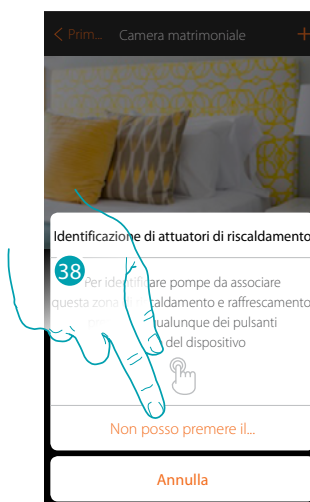 < Prim... Camera matrimoniale +
Identificazione di attuatori di riscaldamento
38
Per identificare pompe da associare
questa zona riscaldamento e raffrescamento
qualunque dei pulsanti
del dispositivo
Non posso premere il...
Annulla